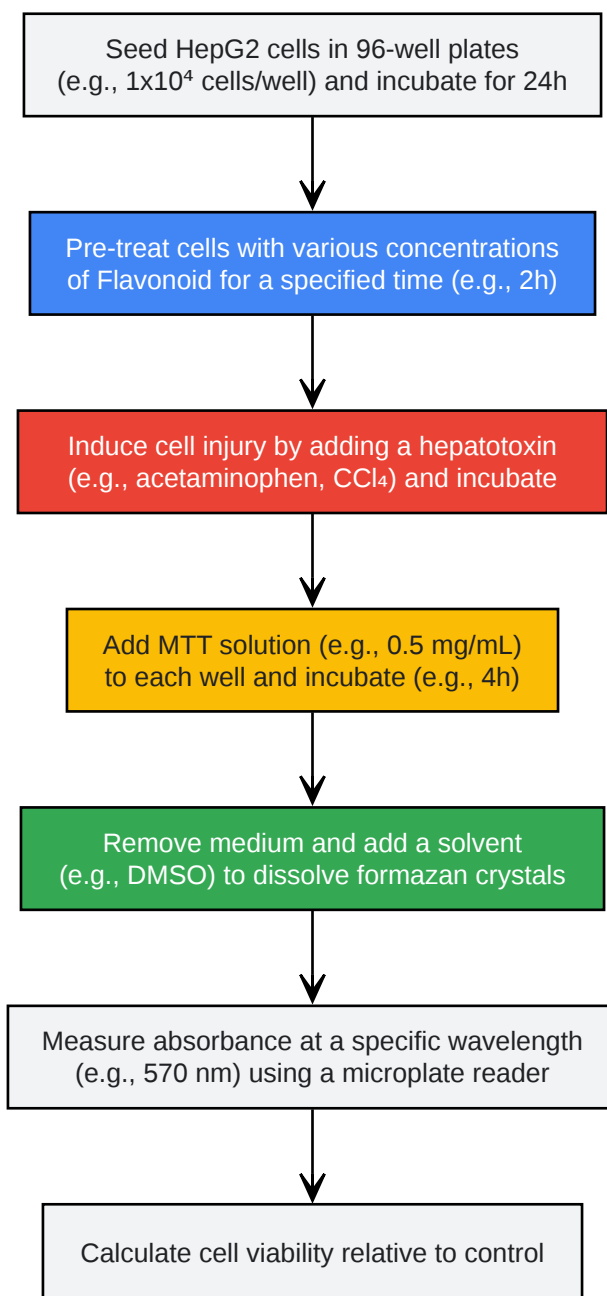 Seed HepG2 cells in 96-well plates
(e.g., 1x10⁴ cells/well) and incubate for 24h
Pre-treat cells with various concentrations
of Flavonoid for a specified time (e.g., 2h)
Induce cell injury by adding a hepatotoxin
(e.g., acetaminophen, CCl₄) and incubate
Add MTT solution (e.g., 0.5 mg/mL)
to each well and incubate (e.g., 4h)
Remove medium and add a solvent
(e.g., DMSO) to dissolve formazan crystals
Measure absorbance at a specific wavelength
(e.g., 570 nm) using a microplate reader
Calculate cell viability relative to control